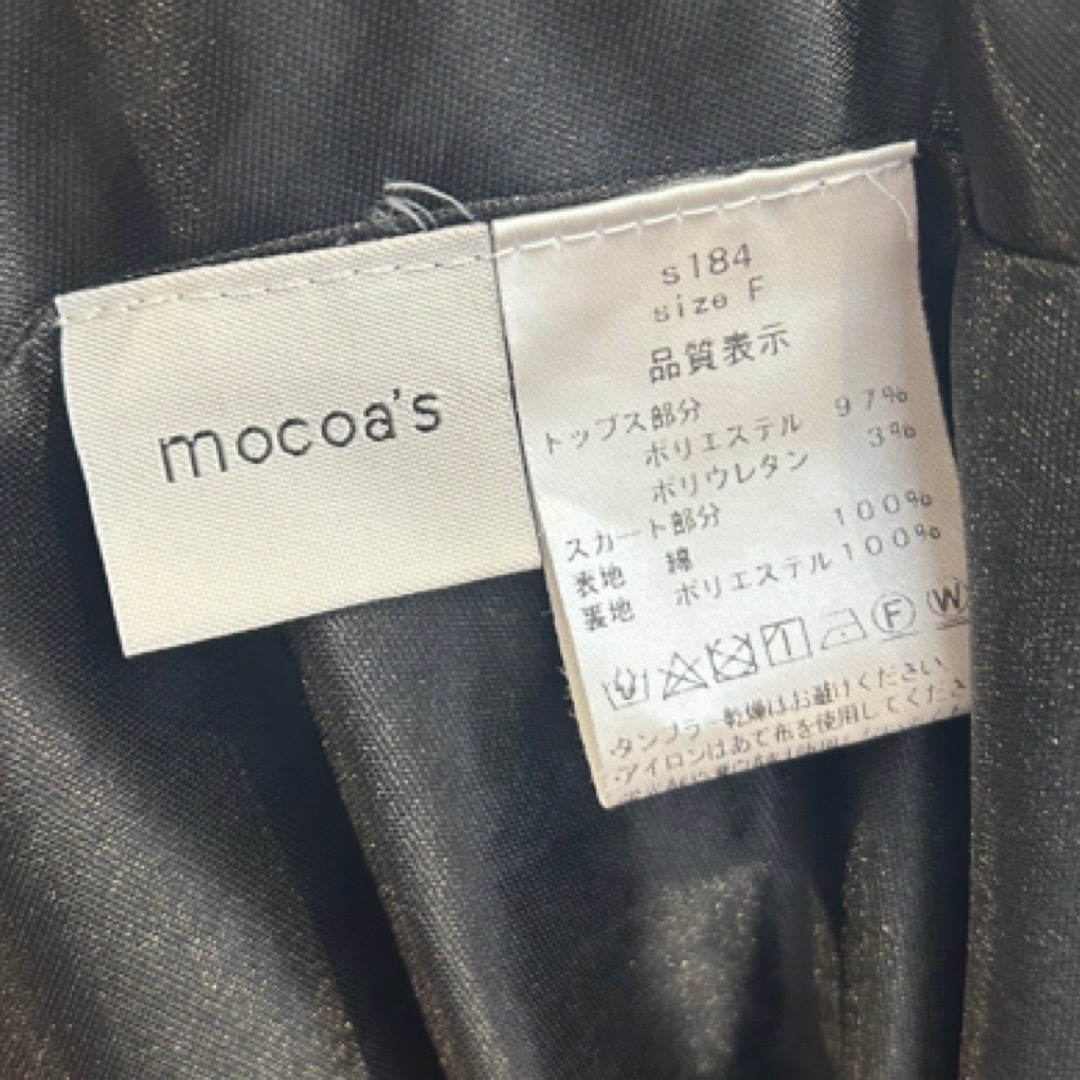 mocoa's
s184
size F
品質表示
トップス部分
ポリエステル 97%
ポリウレタン 3%
スカート部分
表地 綿 100%
裏地 ポリエステル 100%
F W
・タンブラー乾燥はお避けください
・アイロンはあて布を使用してくださ